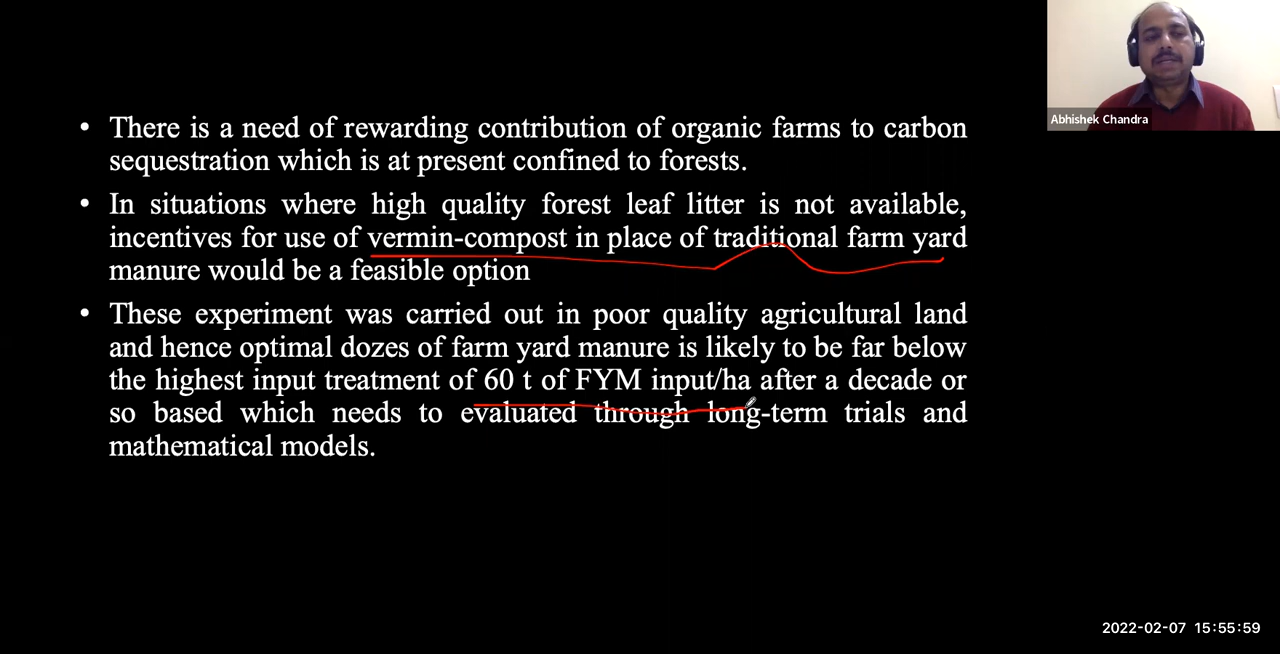 • There is a need of rewarding contribution of organic farms to carbon
sequestration which is at present confined to forests.
• In situations where high quality forest leaf litter is not available,
incentives for use of vermin-compost in place of traditional farm yard
manure would be a feasible option
• These experiment was carried out in poor quality agricultural land
and hence optimal dozes of farm yard manure is likely to be far below
the highest input treatment of 60 t of FYM input/ha after a decade or
so based which needs to evaluated through long-term trials and
mathematical models.
Abhishek Chandra
2022-02-07 15:55:59